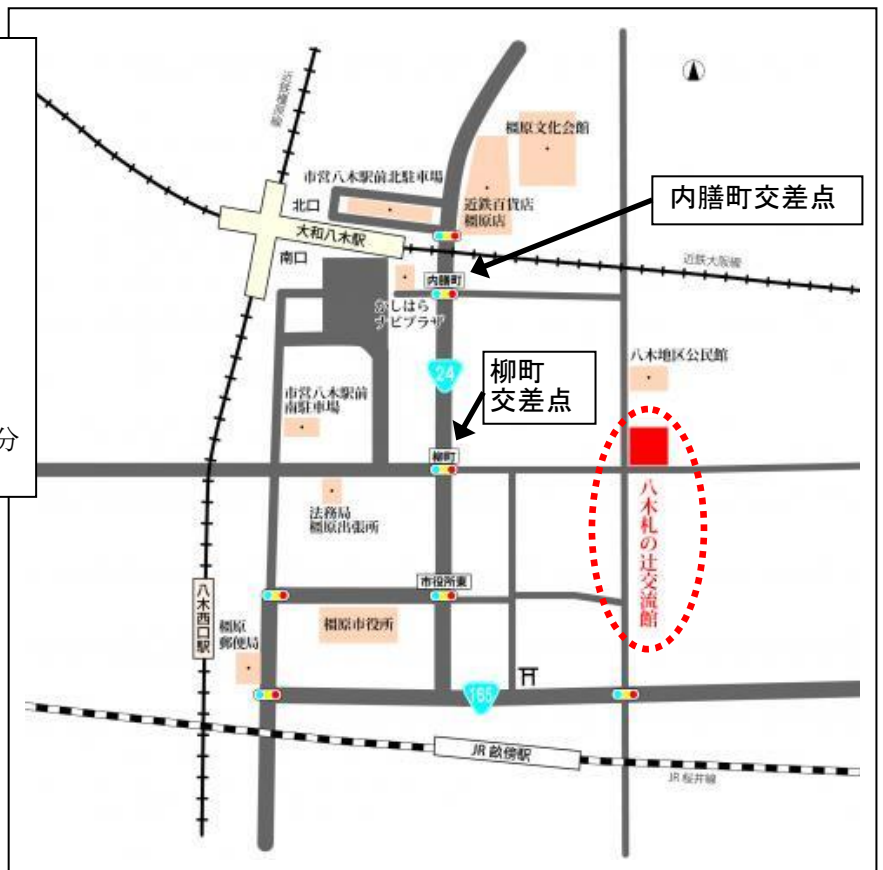 近鉄橿原線
橿原文化会館
市営八木駅前北駐車場
北口
近鉄百貨店
橿原店
内膳町交差点
大和八木駅
近鉄大阪線
南口
内膳町
かしはら
ナビプラザ
24
柳町
交差点
八木地区公民館
市営八木駅前
南駐車場
分
柳町
八木札の辻交流館
法務局
橿原出張所
市役所東
八木西口駅
橿原市役所
橿原
郵便局
165
JR 畝傍駅
JR 桜井線